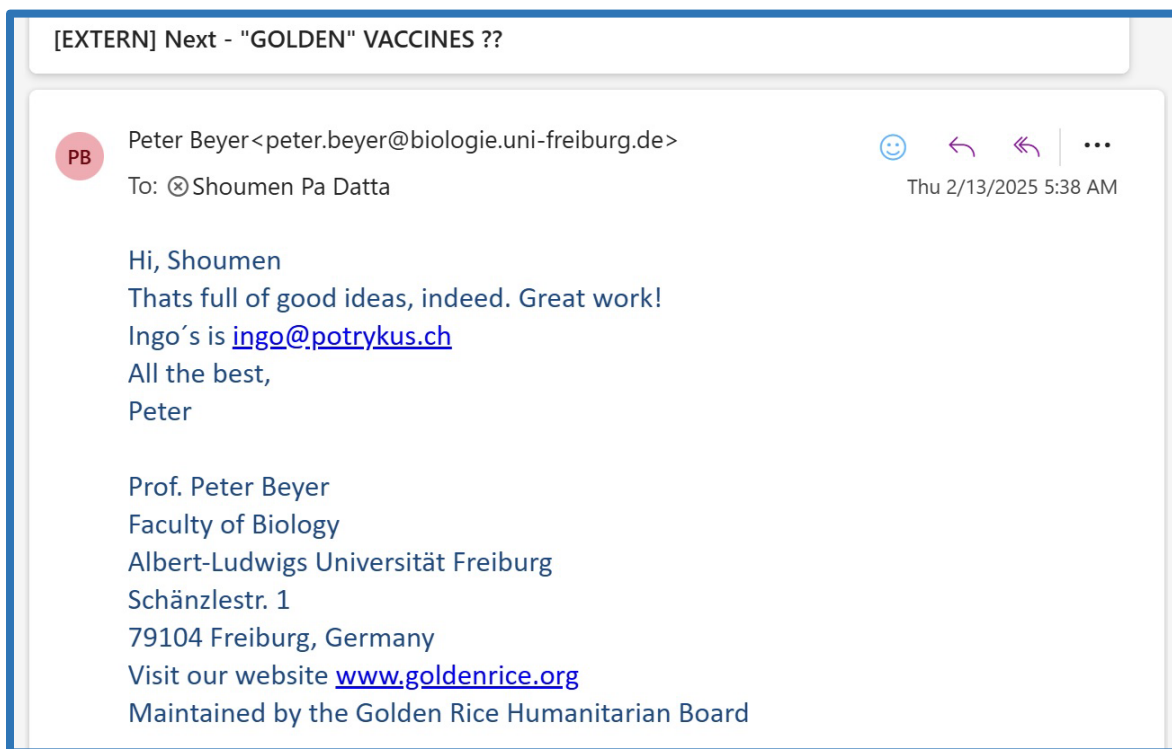 [EXTERN] Next - "GOLDEN" VACCINES ??
PB
Peter Beyer<peter.beyer@biologie.uni-freiburg.de>
To: Shoumen Pa Datta
Thu 2/13/2025 5:38 AM
Hi, Shoumen
Thats full of good ideas, indeed. Great work!
Ingo´s is ingo@potrykus.ch
All the best,
Peter
Prof. Peter Beyer
Faculty of Biology
Albert-Ludwigs Universität Freiburg
Schänzlestr. 1
79104 Freiburg, Germany
Visit our website www.goldenrice.org
Maintained by the Golden Rice Humanitarian Board